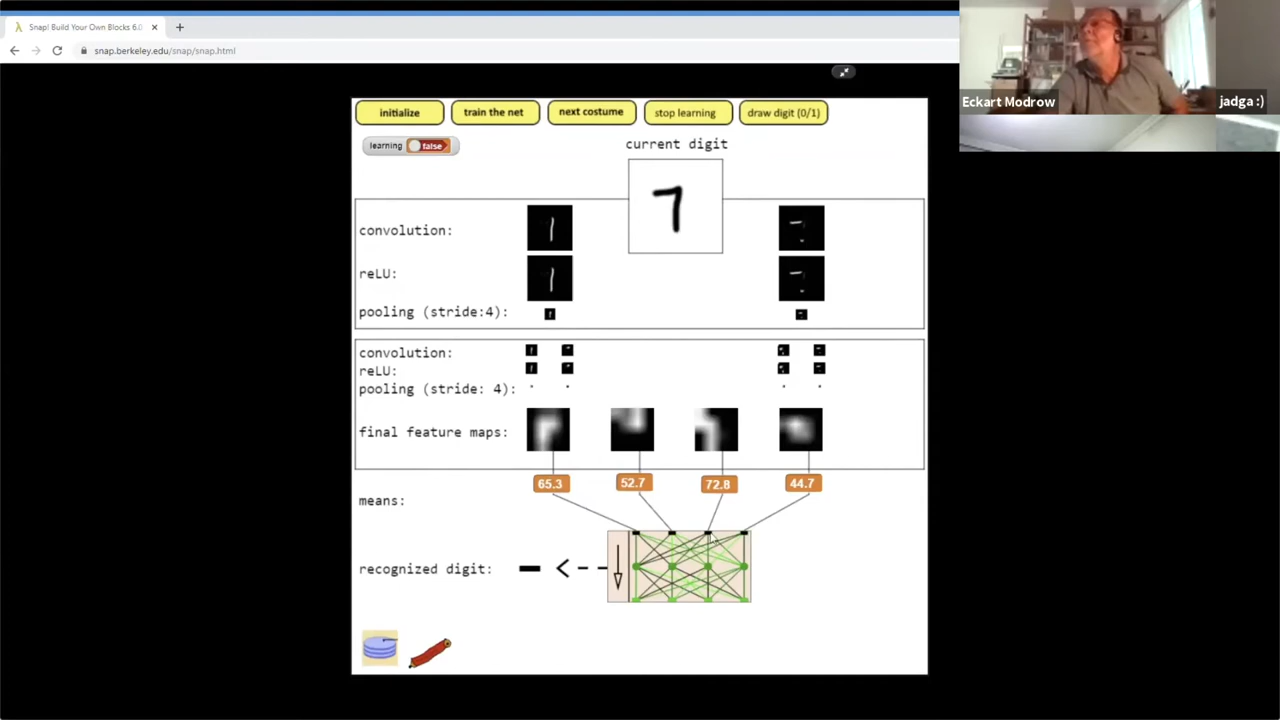 Snap! Build Your Own Blocks 6.0
snap.berkeley.edu/snap/snap.html
Eckart Modrow
jadga :)
initialize
train the net
next costume
stop learning
draw digit (0/1)
learning false
current digit
7
convolution:
reLU:
pooling (stride:4):
convolution:
reLU:
pooling (stride: 4):
final feature maps:
65.3 52.7 72.8 44.7
means:
recognized digit: